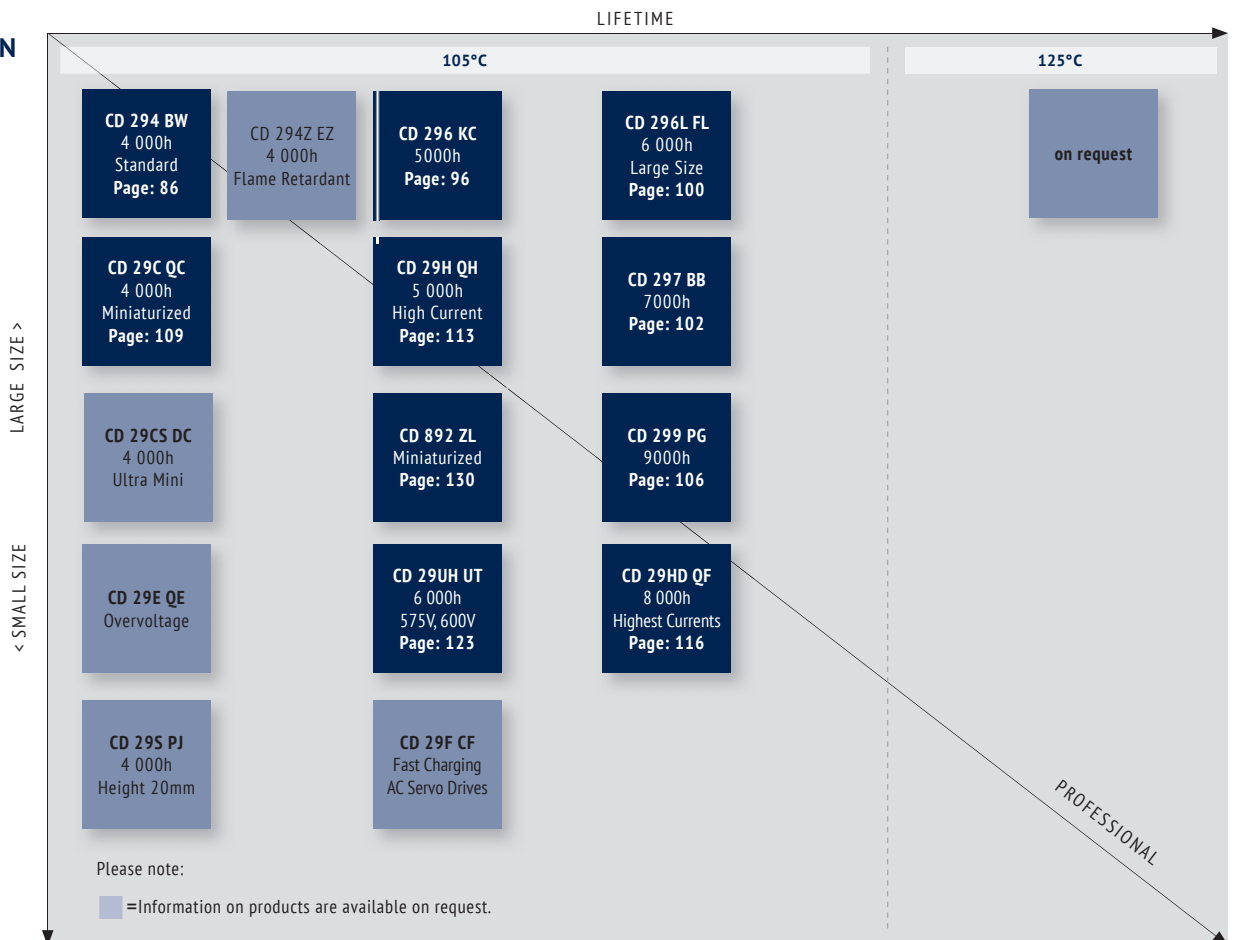 LIFETIME
N
105°C
125°C
CD 294 BW
4 000h
Standard
Page: 86
CD 294Z EZ
4 000h
Flame Retardant
CD 296 KC
5000h
Page: 96
CD 296L FL
6 000h
Large Size
Page: 100
on request
CD 29C QC
4 000h
Miniaturized
Page: 109
CD 29H QH
5 000h
High Current
Page: 113
CD 297 BB
7000h
Page: 102
LARGE SIZE >
CD 29CS DC
4 000h
Ultra Mini
CD 892 ZL
Miniaturized
Page: 130
CD 299 PG
9000h
Page: 106
< SMALL SIZE
CD 29E QE
Overvoltage
CD 29UH UT
6 000h
575V, 600V
Page: 123
CD 29HD QF
8 000h
Highest Currents
Page: 116
CD 29S PJ
4 000h
Height 20mm
CD 29F CF
Fast Charging
AC Servo Drives
PROFESSIONAL
Please note:
=Information on products are available on request.